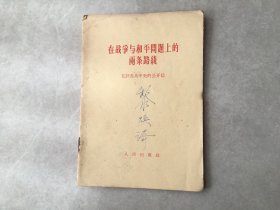 在战争与和平問題上的
兩条路綫
五評苏共中央的公开信
人民出版社